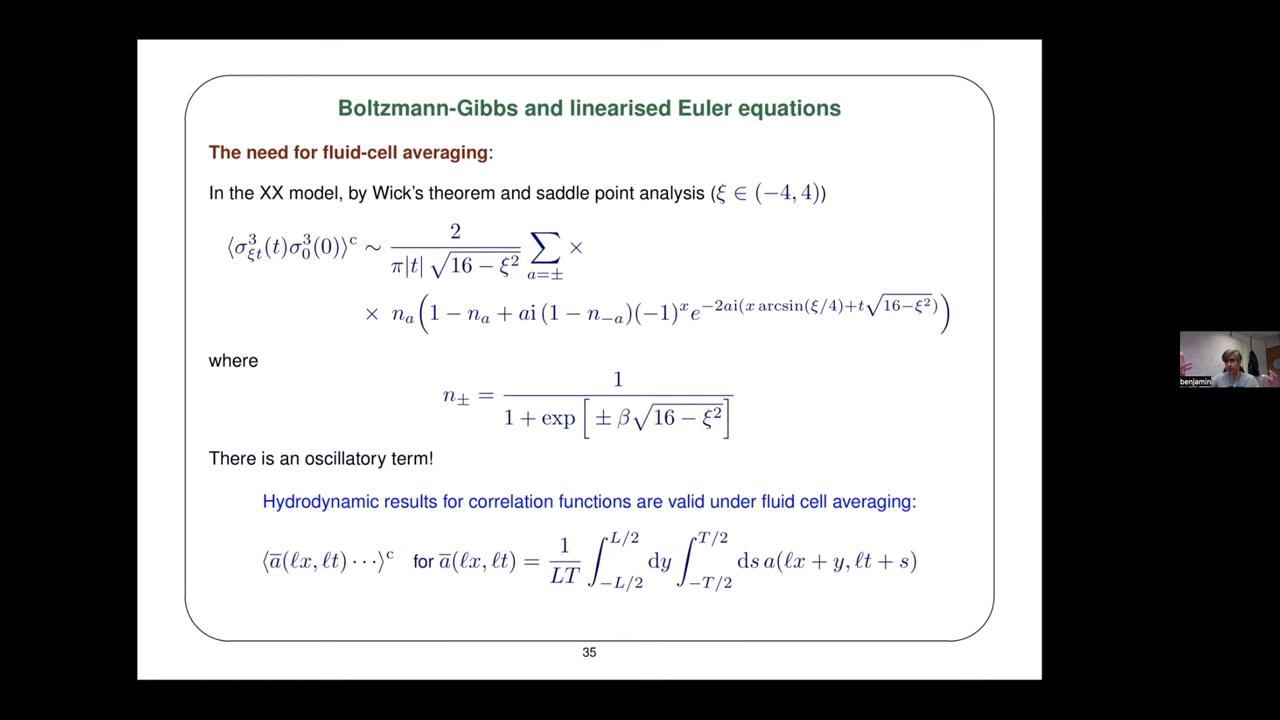 Boltzmann-Gibbs and linearised Euler equations
The need for fluid-cell averaging:
In the XX model, by Wick's theorem and saddle point analysis (ξ ∈ (−4, 4))
⟨σ³_{ξt}(t)σ³_0(0)⟩^c ∼ 2 / (π|t| √(16 − ξ²)) ∑_{a=±} ×
× n_a(1 − n_a + ai (1 − n_{−a})(−1)^x e^{−2ai(x arcsin(ξ/4)+t√(16−ξ²))})
where
n_± = 1 / (1 + exp[± β√(16 − ξ²)])
There is an oscillatory term!
Hydrodynamic results for correlation functions are valid under fluid cell averaging:
⟨a̅(ℓx, ℓt) ···⟩^c for a̅(ℓx, ℓt) = 1/(LT) ∫_{−L/2}^{L/2} dy ∫_{−T/2}^{T/2} ds a(ℓx + y, ℓt + s)
35
benjamin